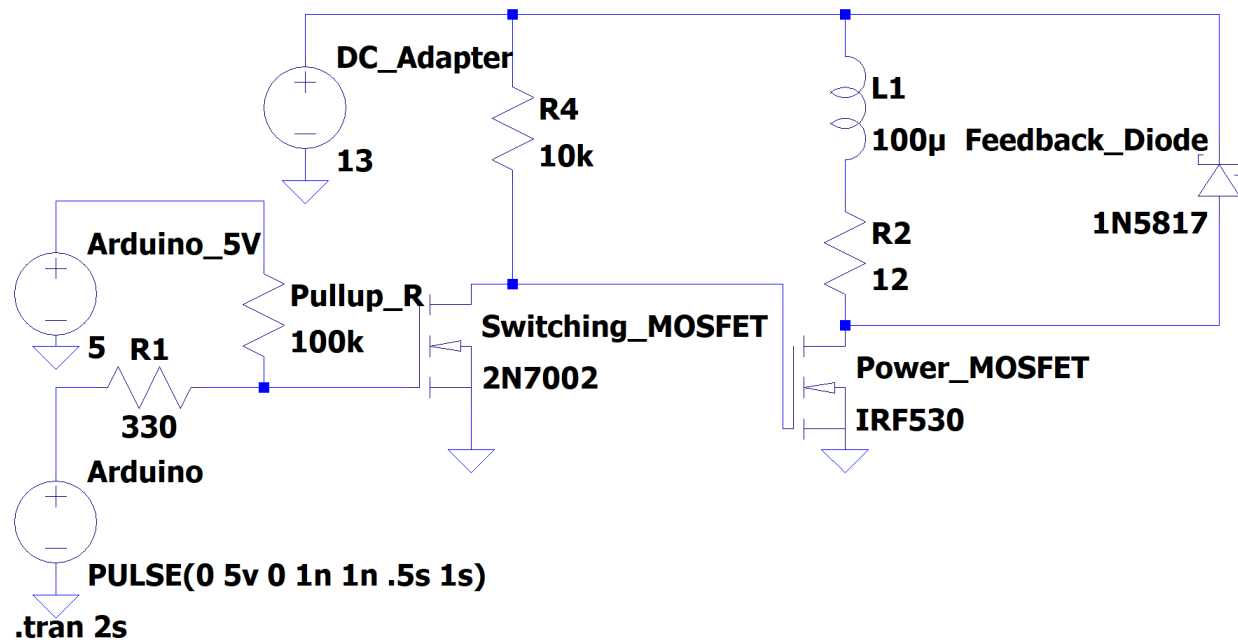 DC_Adapter
13
R4
10k
L1
100µ
Feedback_Diode
1N5817
R2
12
Arduino_5V
5
Pullup_R
100k
R1
330
Switching_MOSFET
2N7002
Power_MOSFET
IRF530
Arduino
PULSE(0 5v 0 1n 1n .5s 1s)
.tran 2s